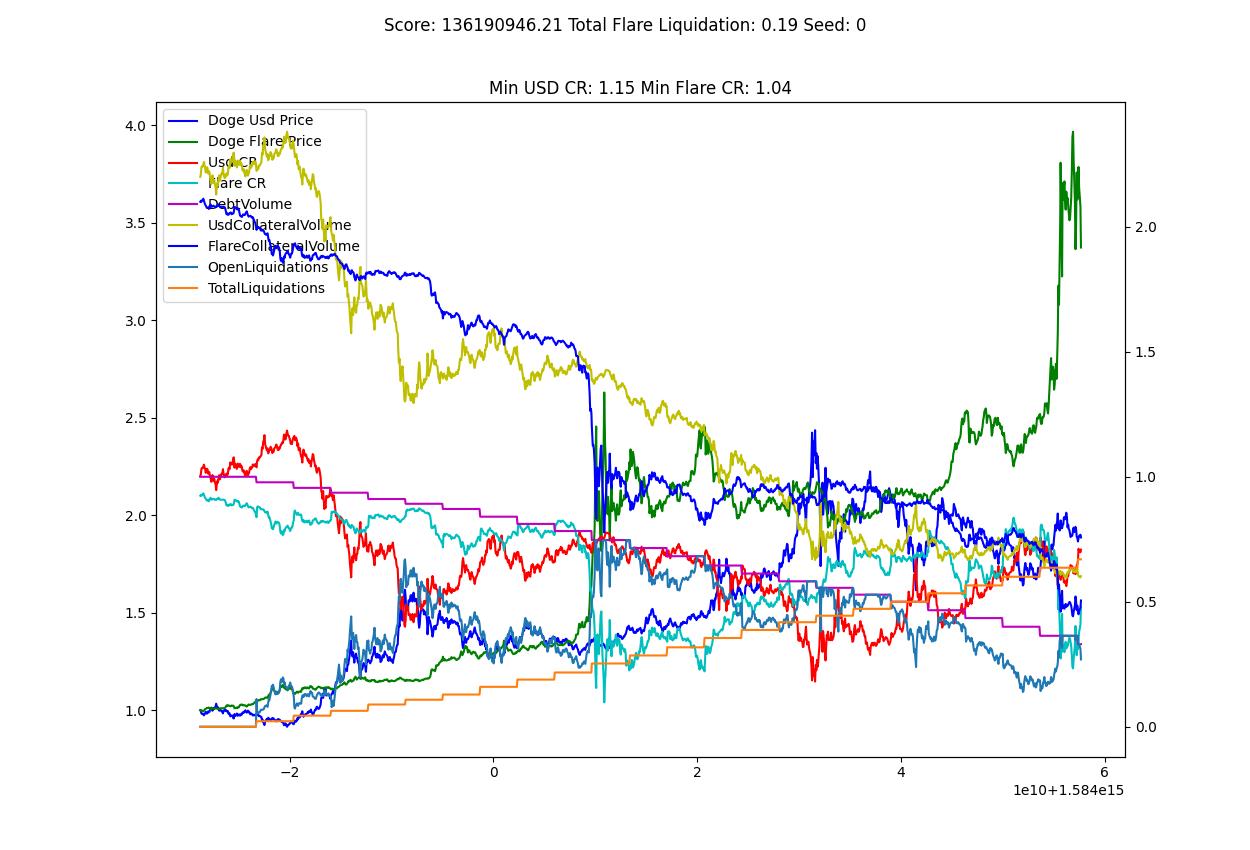 Score: 136190946.21 Total Flare Liquidation: 0.19 Seed: 0
Min USD CR: 1.15 Min Flare CR: 1.04
Doge Usd Price
Doge Flare Price
Usd CR
Flare CR
DebtVolume
UsdCollateralVolume
FlareCollateralVolume
OpenLiquidations
TotalLiquidations
4.0
3.5
3.0
2.5
2.0
1.5
1.0
2.0
1.5
1.0
0.5
0.0
−2
0
2
4
6
1e10+1.584e15